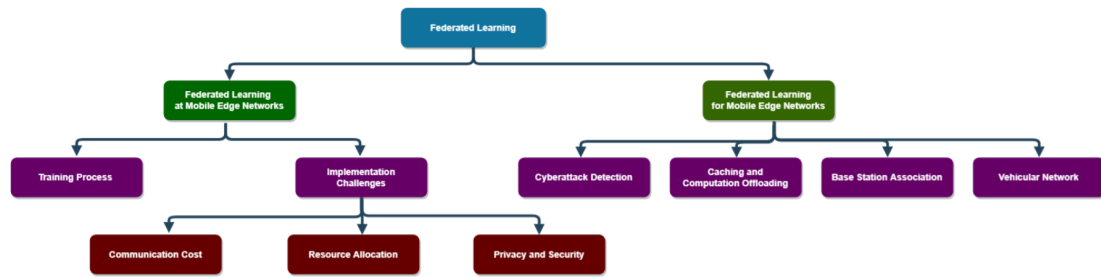 Federated Learning
Federated Learning
at Mobile Edge Networks
Federated Learning
for Mobile Edge Networks
Training Process
Implementation
Challenges
Cyberattack Detection
Caching and
Computation Offloading
Base Station Association
Vehicular Network
Communication Cost
Resource Allocation
Privacy and Security